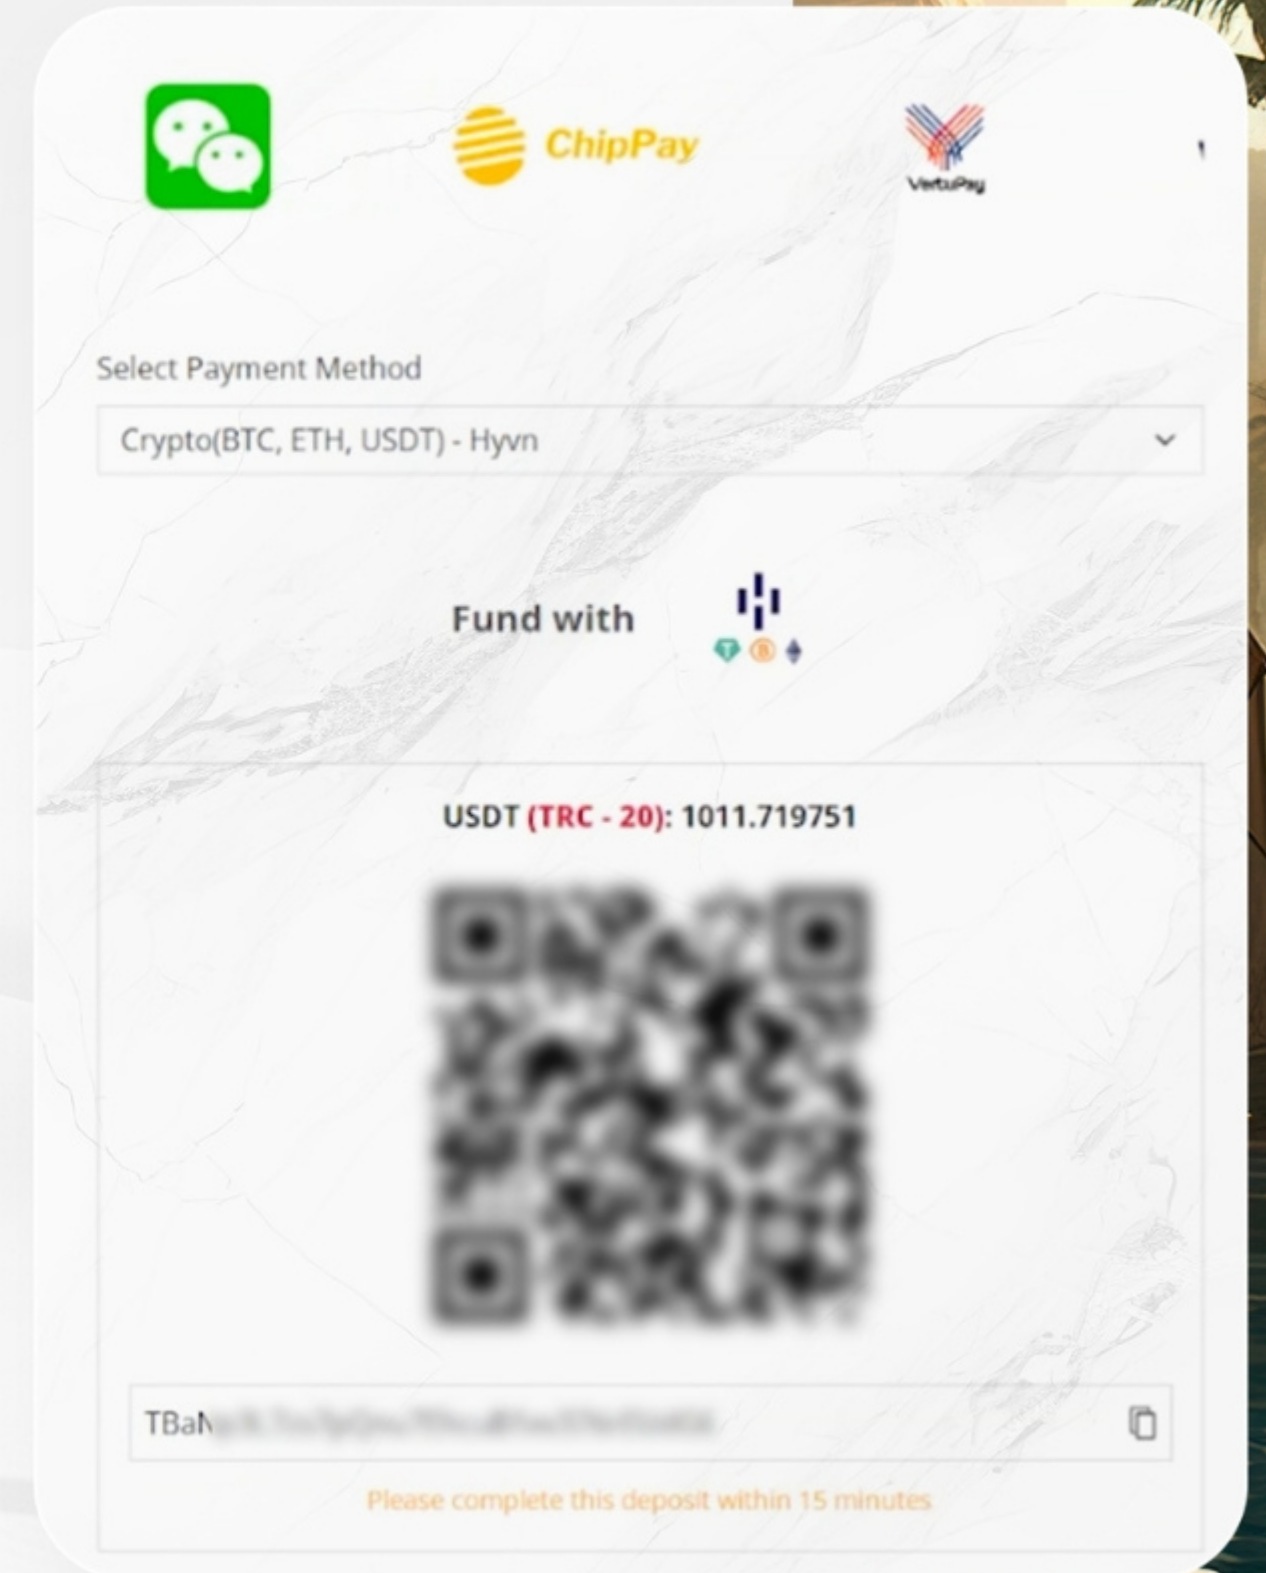 ChipPay
VertuPay
Select Payment Method
Crypto(BTC, ETH, USDT) - Hyvn
Fund with
USDT (TRC - 20): 1011.719751
TBaN
Please complete this deposit within 15 minutes